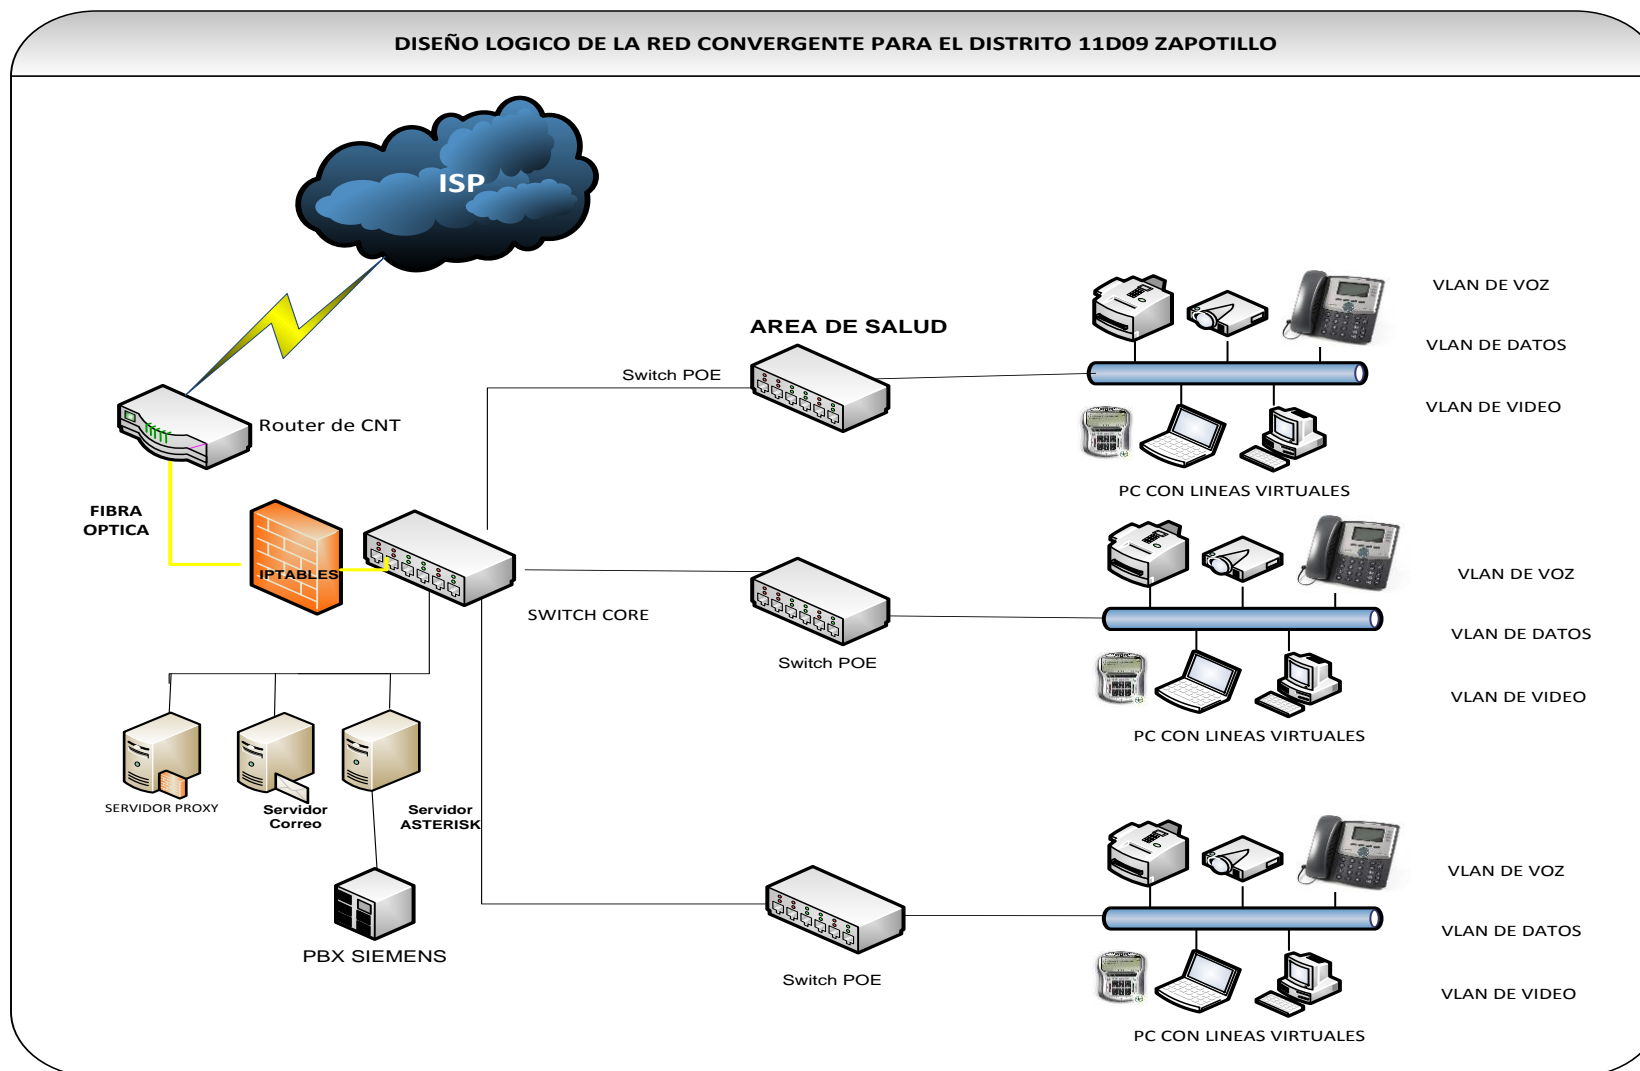 DISEÑO LOGICO DE LA RED CONVERGENTE PARA EL DISTRITO 11D09 ZAPOTILLO
ISP
Router de CNT
FIBRA
OPTICA
IPTABLES
SWITCH CORE
SERVIDOR PROXY
Servidor
Correo
Servidor
ASTERISK
PBX SIEMENS
AREA DE SALUD
Switch POE
VLAN DE VOZ
VLAN DE DATOS
VLAN DE VIDEO
PC CON LINEAS VIRTUALES
Switch POE
VLAN DE VOZ
VLAN DE DATOS
VLAN DE VIDEO
PC CON LINEAS VIRTUALES
Switch POE
VLAN DE VOZ
VLAN DE DATOS
VLAN DE VIDEO
PC CON LINEAS VIRTUALES